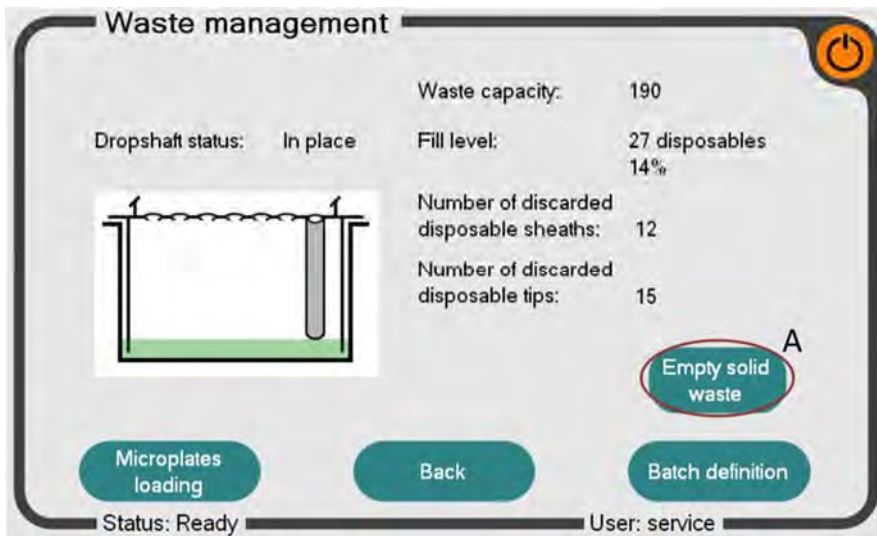 Waste management
Waste capacity: 190
Dropshaft status: In place
Fill level: 27 disposables
14%
Number of discarded
disposable sheaths: 12
Number of discarded
disposable tips: 15
A
Empty solid
waste
Microplates
loading
Back
Batch definition
Status: Ready
User: service